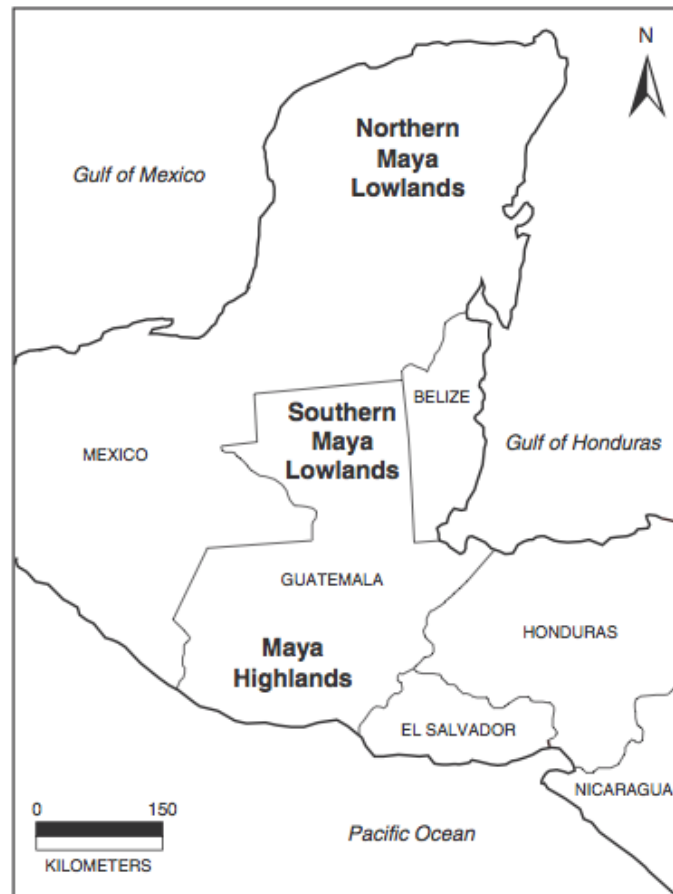 N
Northern
Maya
Lowlands
Gulf of Mexico
BELIZE
Southern
Maya
Lowlands
Gulf of Honduras
MEXICO
GUATEMALA
HONDURAS
Maya
Highlands
EL SALVADOR
NICARAGUA
0 150
KILOMETERS
Pacific Ocean